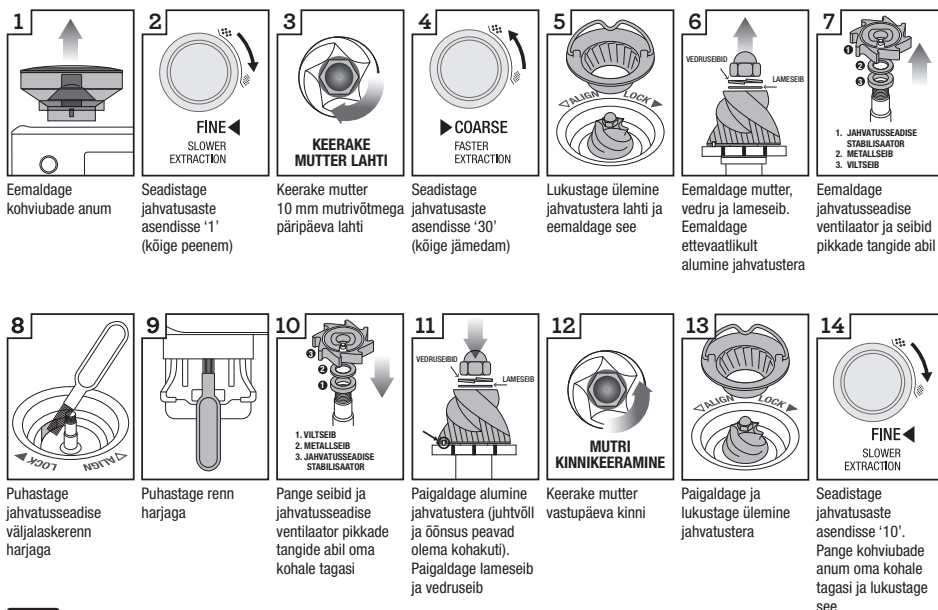 1
Eemaldage
kohviubade anum
2
FINE ◀
SLOWER
EXTRACTION
Seadistage
jahvatusaste
asendisse ‘1’
(kõige peenem)
3
KEERAKE
MUTTER LAHTI
Keerake mutter
10 mm mutrivõtmega
päripäeva lahti
4
▶ COARSE
FASTER
EXTRACTION
Seadistage
jahvatusaste
asendisse ‘30’
(kõige jämedam)
5
ALIGN LOCK
Lukustage ülemine
jahvatustera lahti ja
eemaldage see
6
VEDRUSEIBID
LAMESEIB
Eemaldage mutter,
vedru ja lameseib.
Eemaldage
ettevaatlikult
alumine jahvatustera
7
1
2
3
1. JAHVATUSSEADISE
STABILISAATOR
2. METALLSEIB
3. VILTSEIB
Eemaldage
jahvatusseadise
ventilaator ja seibid
pikkade tangide abil
8
LOCK ALIGN
Puhastage
jahvatusseadise
väljalaskerenn
harjaga
9
Puhastage renn
harjaga
10
3
2
1
1. VILTSEIB
2. METALLSEIB
3. JAHVATUSSEADISE
STABILISAATOR
Pange seibid ja
jahvatusseadise
ventilaator pikkade
tangide abil oma
kohale tagasi
11
VEDRUSEIBID
LAMESEIB
Paigaldage alumine
jahvatustera (juhtvõll
ja õõnsus peavad
olema kohakuti).
Paigaldage lameseib
ja vedruseib
12
MUTRI
KINNIKEERAMINE
Keerake mutter
vastupäeva kinni
13
ALIGN LOCK
Paigaldage ja
lukustage ülemine
jahvatustera
14
FINE ◀
SLOWER
EXTRACTION
Seadistage
jahvatusaste
asendisse ‘10’.
Pange kohviubade
anum oma kohale
tagasi ja lukustage
see